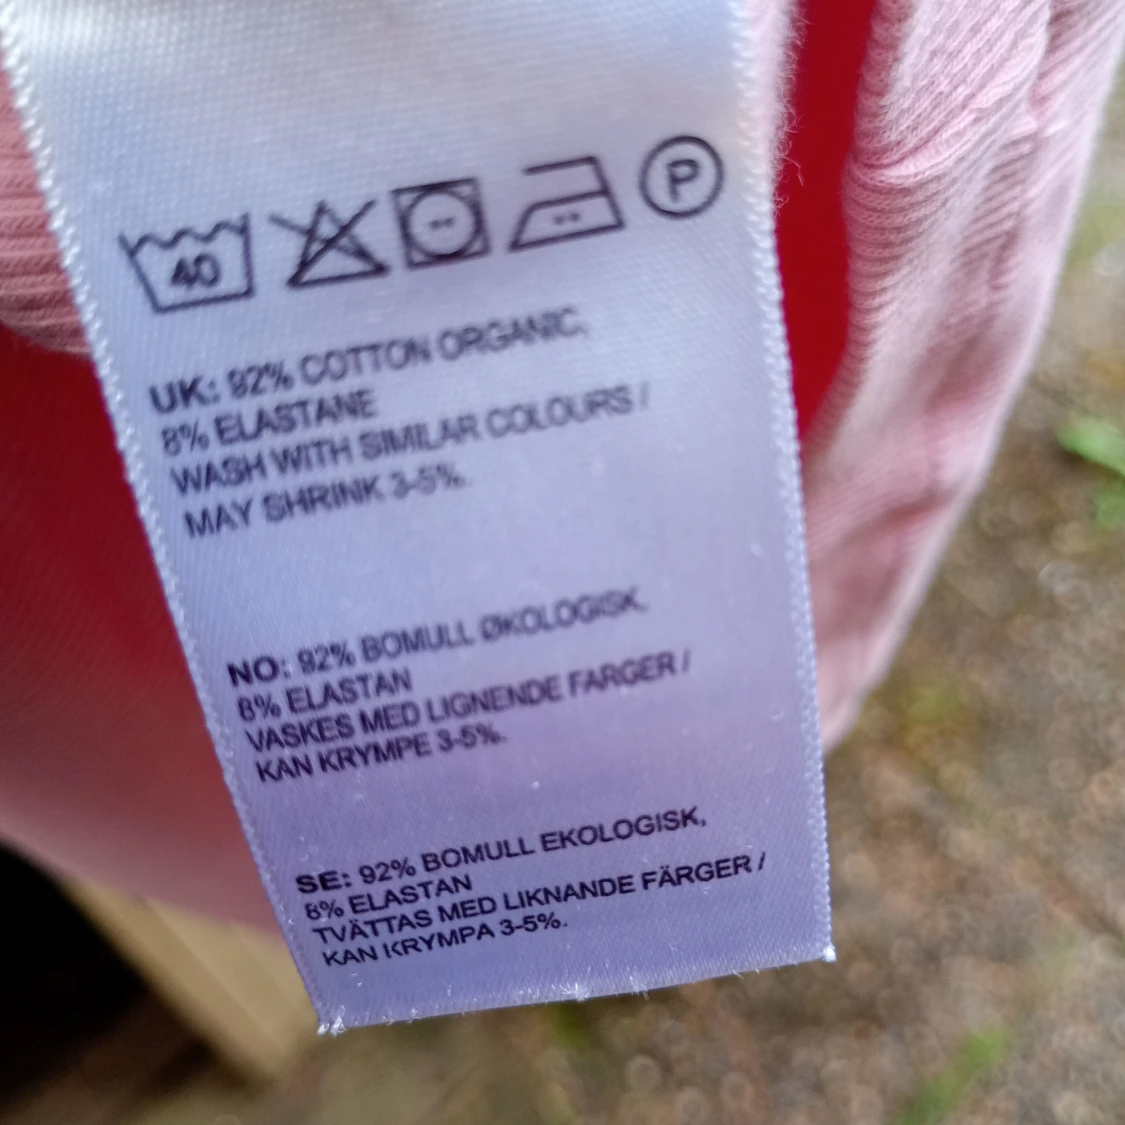 40 P
UK: 92% COTTON ORGANIC,
8% ELASTANE
WASH WITH SIMILAR COLOURS /
MAY SHRINK 3-5%.
NO: 92% BOMULL ØKOLOGISK,
8% ELASTAN
VASKES MED LIGNENDE FARGER /
KAN KRYMPE 3-5%.
SE: 92% BOMULL EKOLOGISK,
8% ELASTAN
TVÄTTAS MED LIKNANDE FÄRGER /
KAN KRYMPA 3-5%.